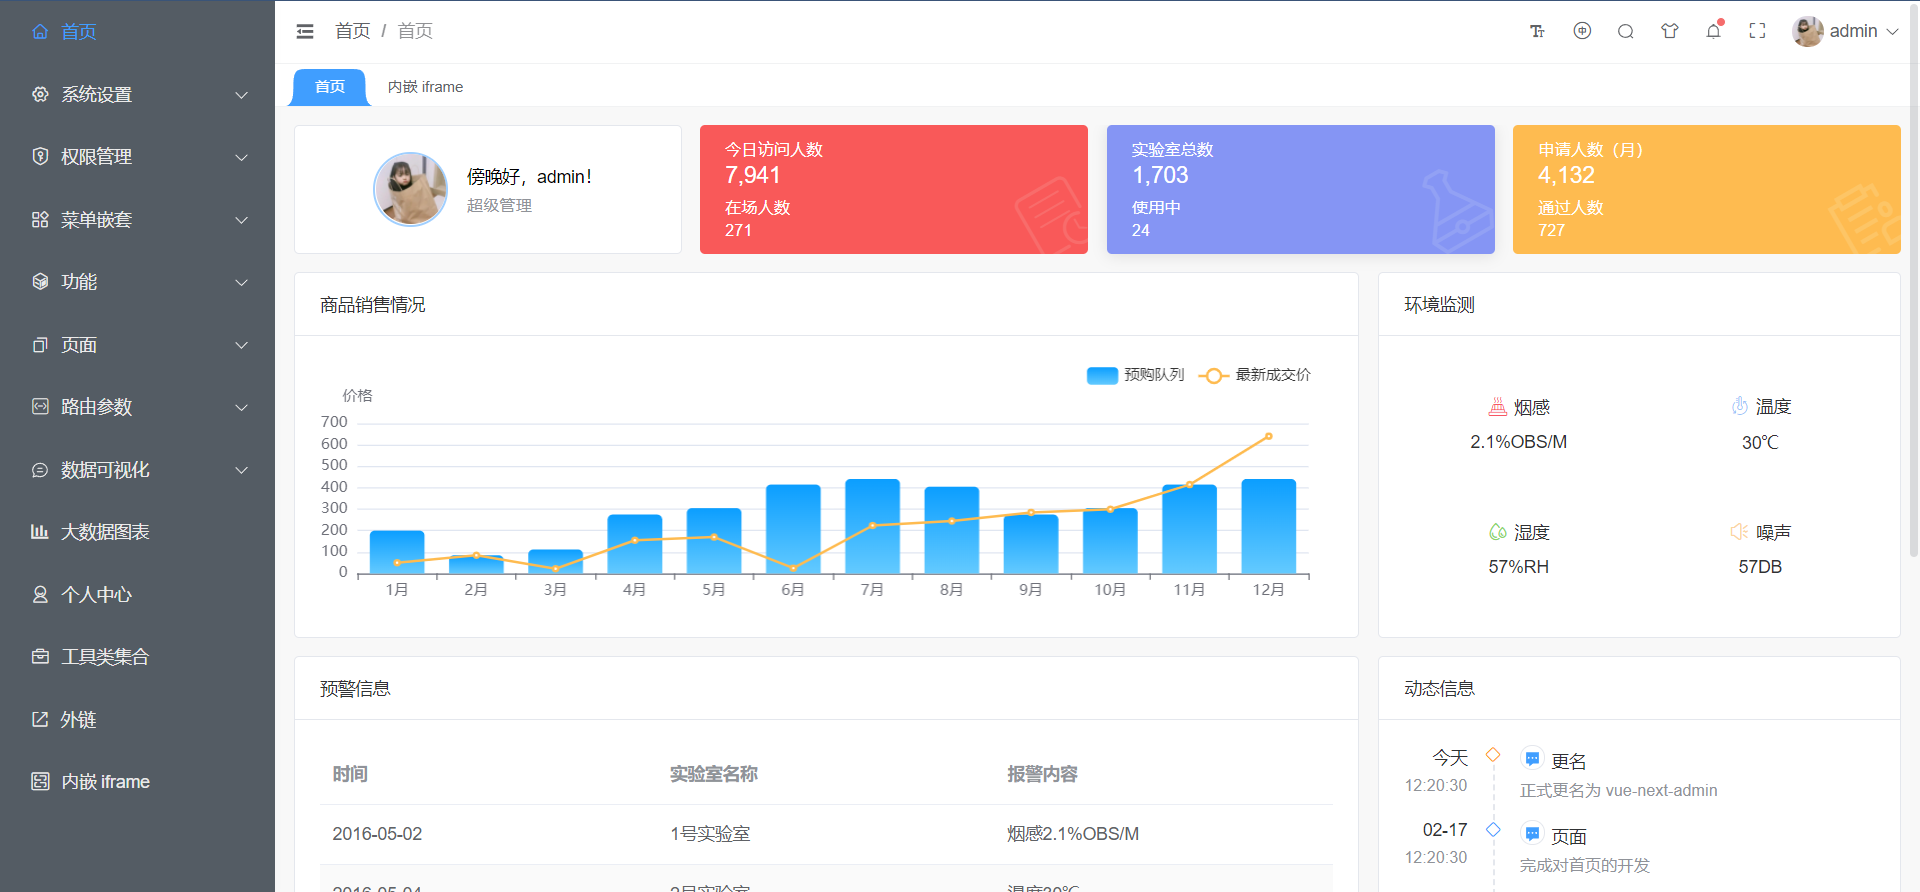 首页
系统设置
权限管理
菜单嵌套
功能
页面
路由参数
数据可视化
大数据图表
个人中心
工具类集合
外链
内嵌 iframe
首页 / 首页
admin
首页
内嵌 iframe
傍晚好，admin！
超级管理
今日访问人数
7,941
在场人数
271
实验室总数
1,703
使用中
24
申请人数（月）
4,132
通过人数
727
商品销售情况
预购队列
最新成交价
价格
700
600
500
400
300
200
100
0
1月 2月 3月 4月 5月 6月 7月 8月 9月 10月 11月 12月
环境监测
烟感
2.1%OBS/M
温度
30℃
湿度
57%RH
噪声
57DB
预警信息
时间 实验室名称 报警内容
2016-05-02 1号实验室 烟感2.1%OBS/M
2016-05-04 2号实验室 温度30℃
动态信息
今天
12:20:30
更名
正式更名为 vue-next-admin
02-17
12:20:30
页面
完成对首页的开发